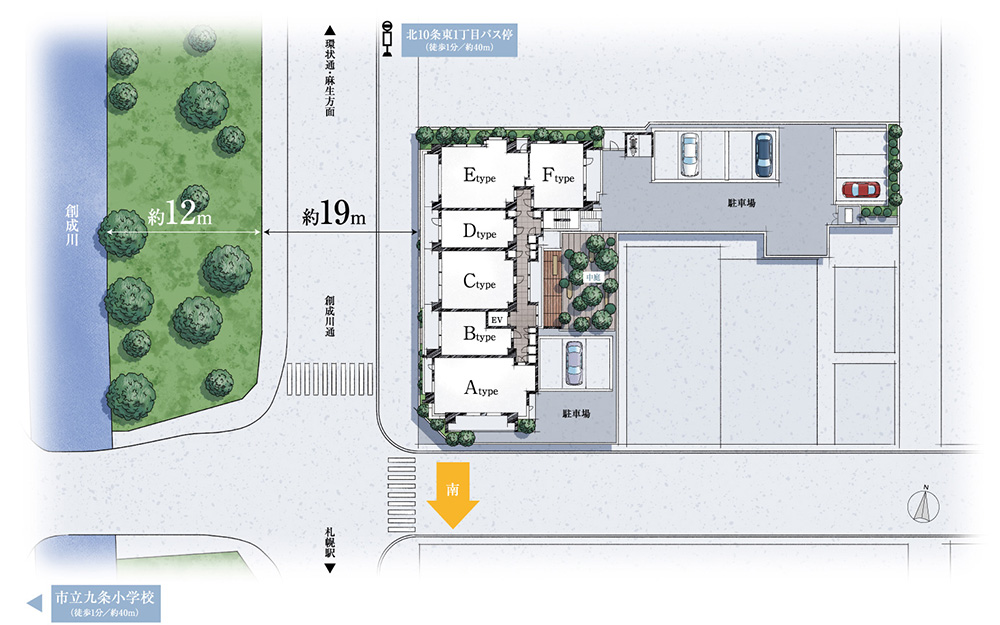 北10条東1丁目バス停
(徒歩1分/約40m)
▲環状通・麻生方面
Etype
Ftype
駐車場
創成川
約12m
約19m
Dtype
中庭
Ctype
創成川通
EV
Btype
Atype
駐車場
南
N
札幌駅▼
市立九条小学校
(徒歩1分/約40m)